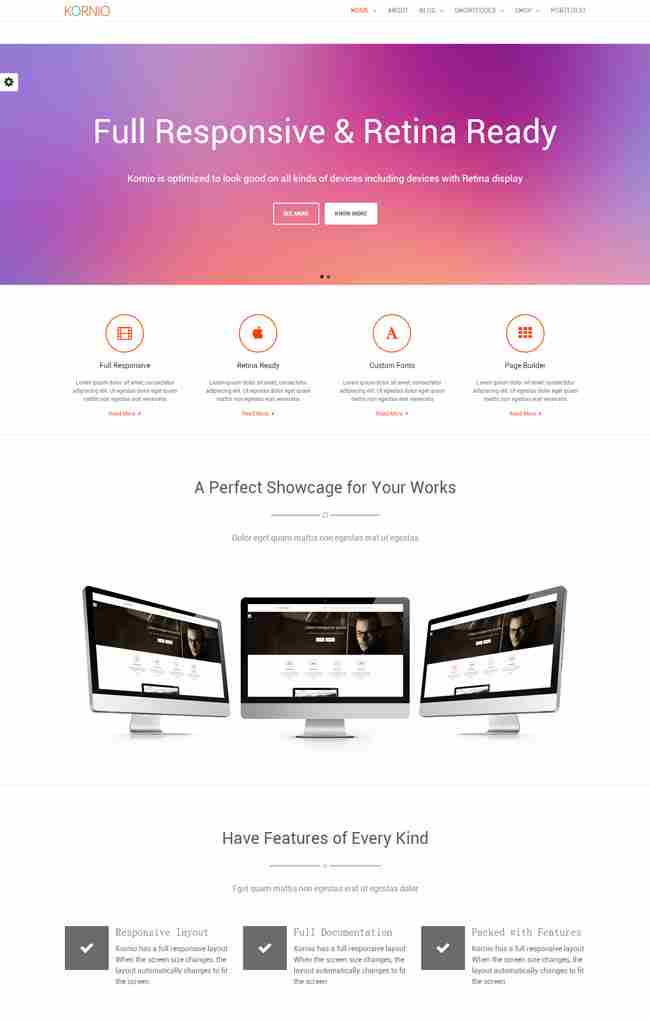 KORNIO
HOME ABOUT BLOG SHORTCODES SHOP PORTFOLIO
Full Responsive & Retina Ready
Kornio is optimized to look good on all kinds of devices including devices with Retina display
SEE MORE KNOW MORE
Full Responsive
Lorem ipsum dolor sit amet, consectetur
adipiscing elit. Ut egestas dolor eget quam
mattis non egestas erat venenatis.
Read More
Retina Ready
Lorem ipsum dolor sit amet, consectetur
adipiscing elit. Ut egestas dolor eget quam
mattis non egestas erat venenatis.
Read More
Custom Fonts
Lorem ipsum dolor sit amet, consectetur
adipiscing elit. Ut egestas dolor eget quam
mattis non egestas erat venenatis.
Read More
Page Builder
Lorem ipsum dolor sit amet, consectetur
adipiscing elit. Ut egestas dolor eget quam
mattis non egestas erat venenatis.
Read More
A Perfect Showcage for Your Works
Dolor eget quam mattis non egestas erat ut egestas
Have Features of Every Kind
Eget quam mattis non egestas erat ut egestas dolor
Responsive layout
Kornio has a full responsive layout
When the screen size changes, the
layout automatically changes to fit
the screen
Full Documentation
Kornio has a full responsive layout
When the screen size changes, the
layout automatically changes to fit
the screen
Packed with Features
Kornio has a full responsive layout
When the screen size changes, the
layout automatically changes to fit
the screen